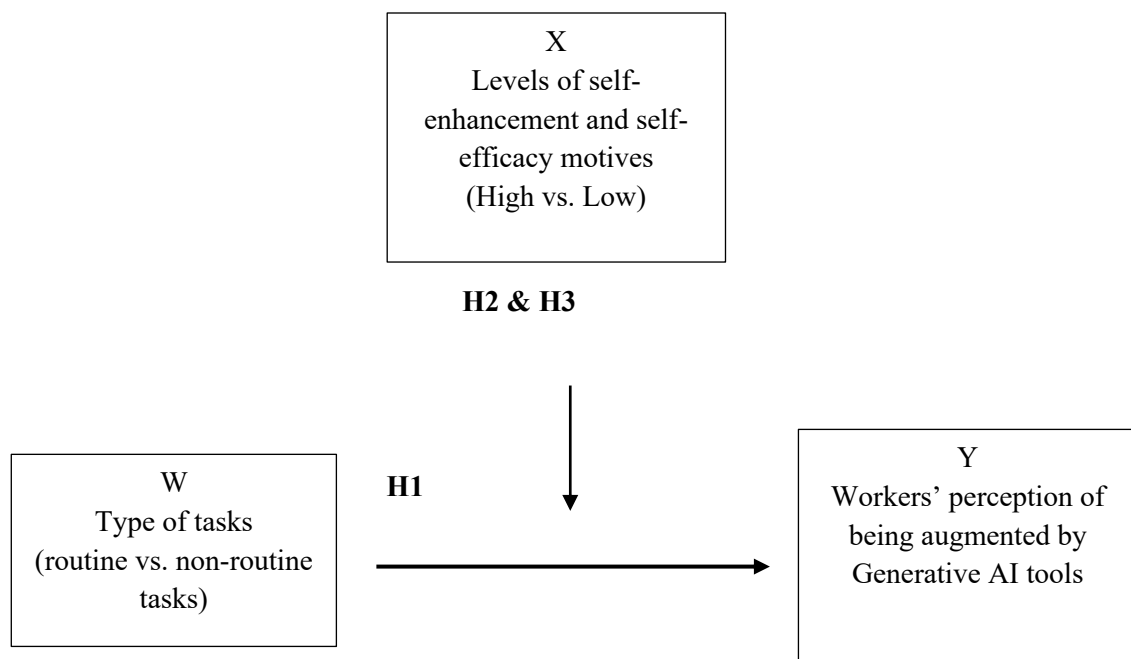 X
Levels of self-
enhancement and self-
efficacy motives
(High vs. Low)
H2 & H3
W
Type of tasks
(routine vs. non-routine
tasks)
H1
Y
Workers’ perception of
being augmented by
Generative AI tools